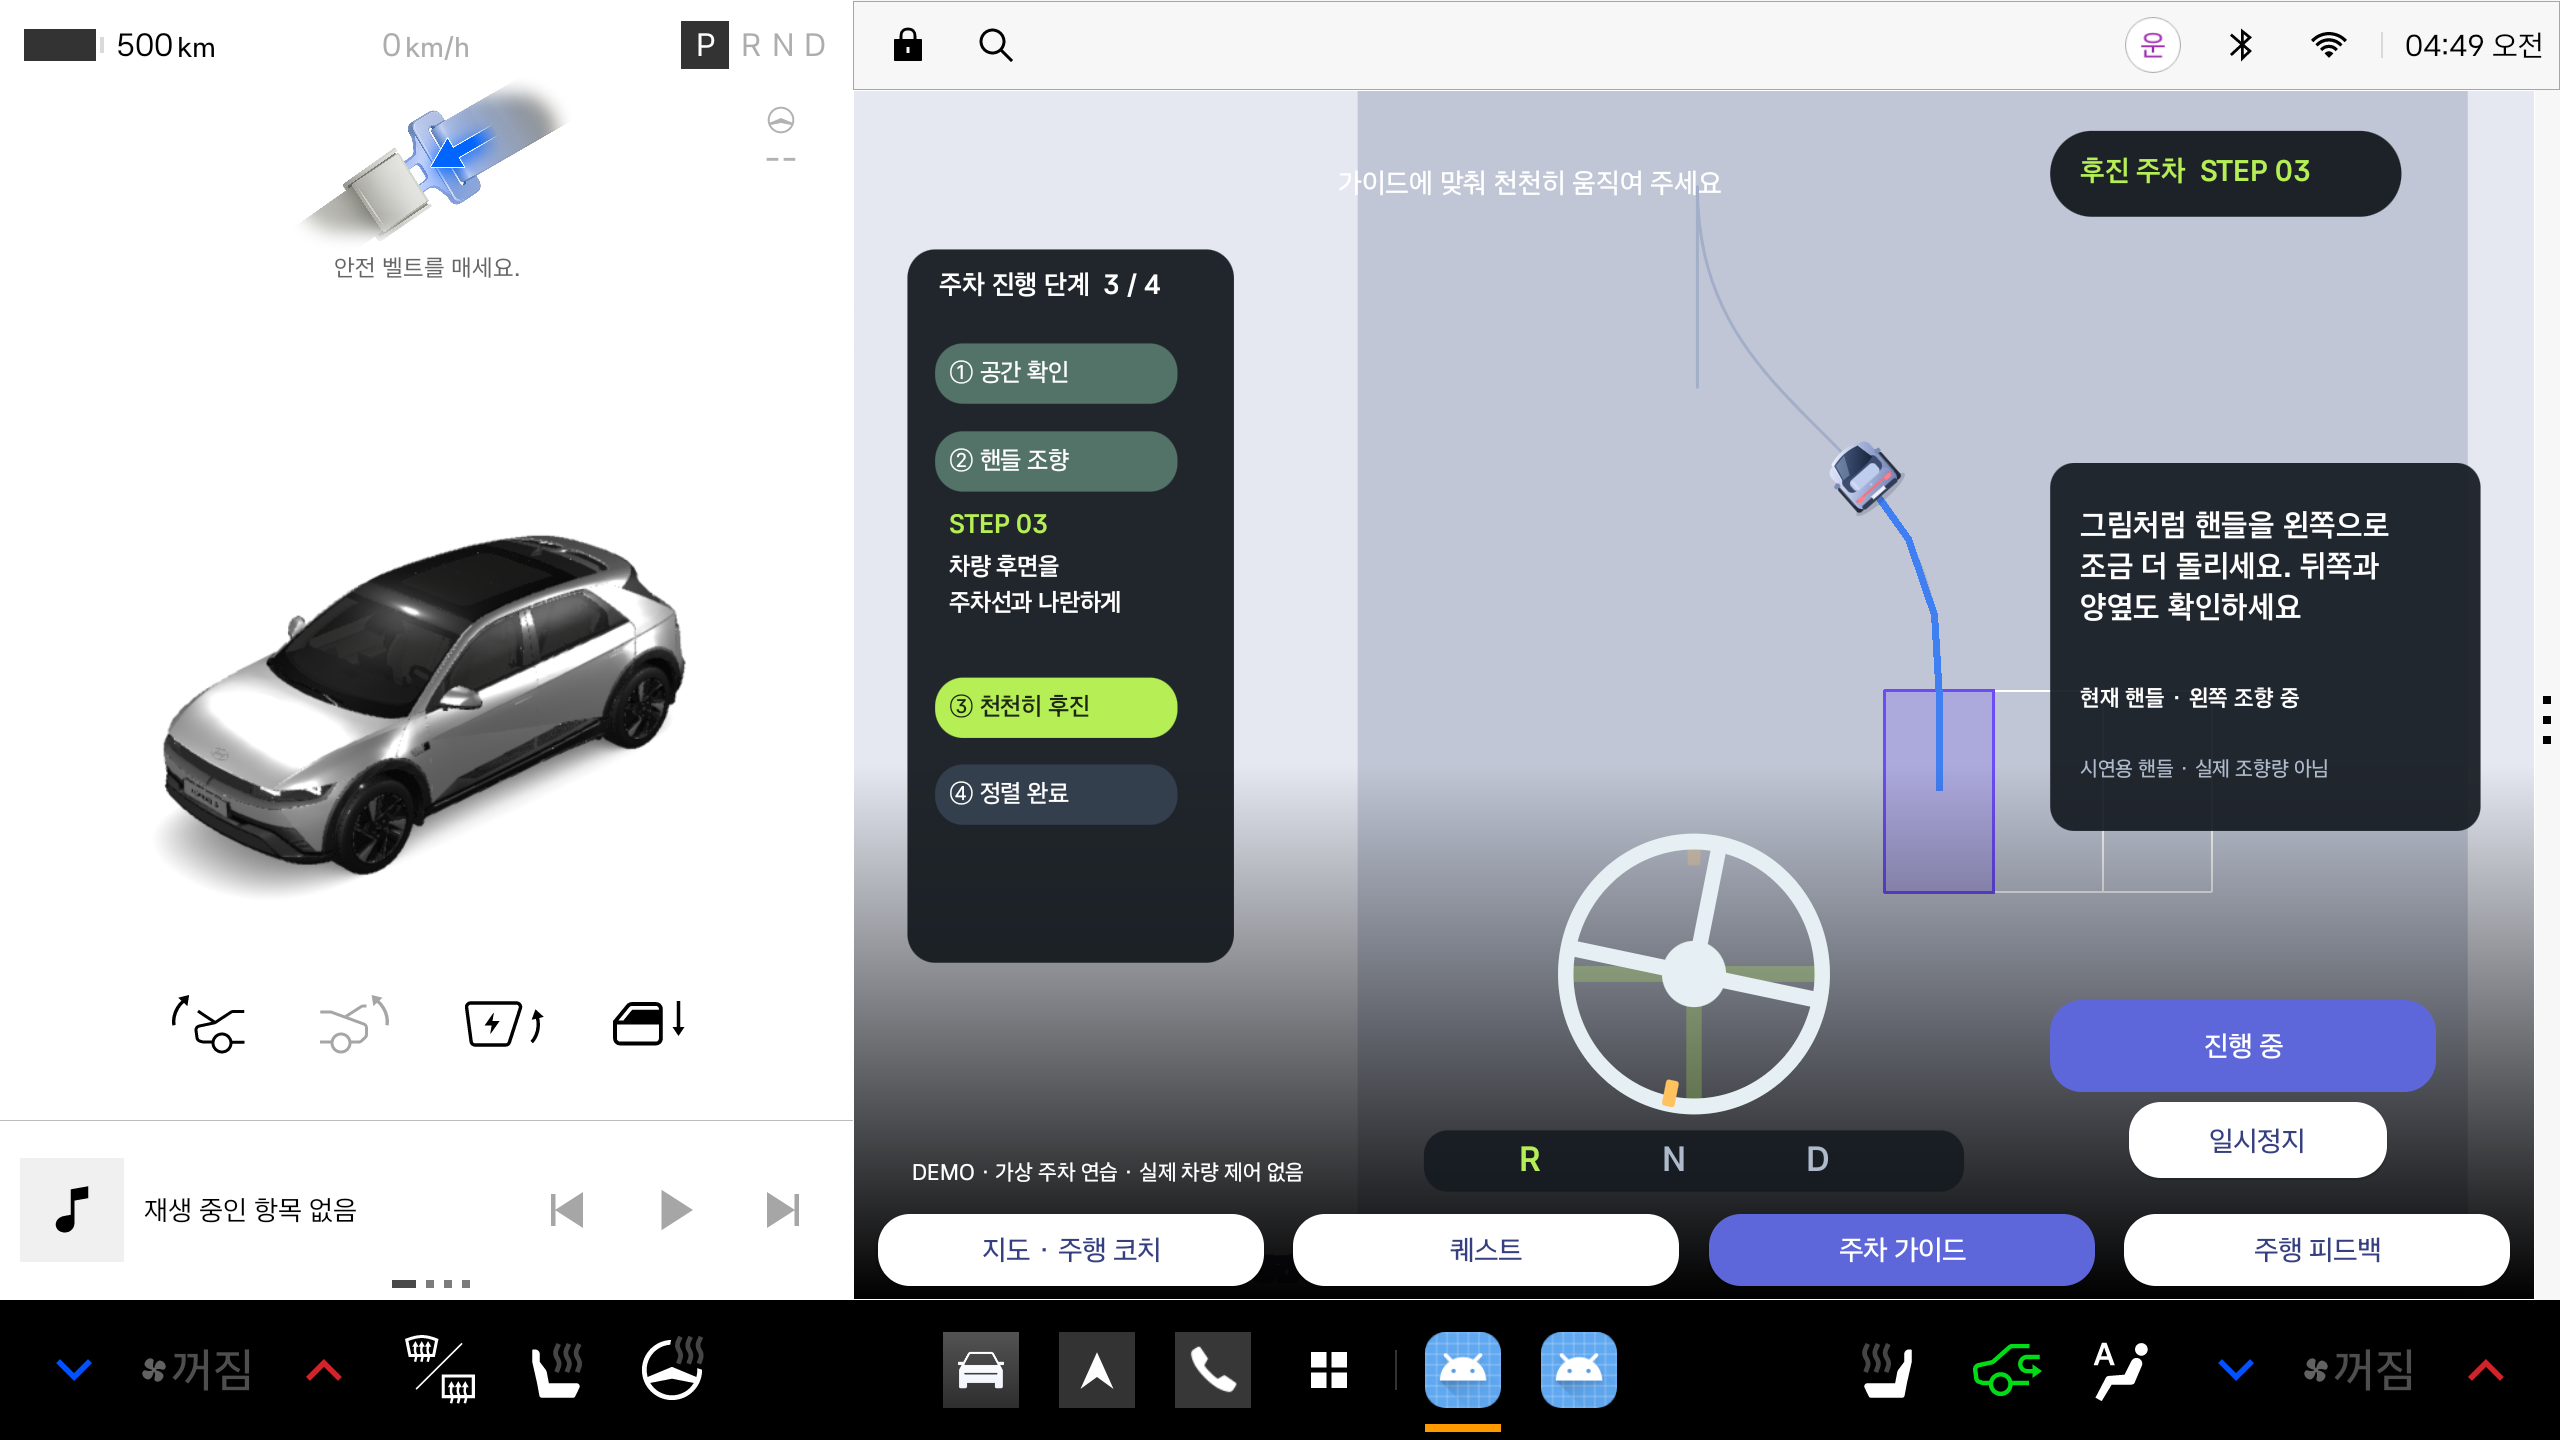 500 km
0 km/h
P R N D
안전 벨트를 매세요.
재생 중인 항목 없음
운
04:49 오전
가이드에 맞춰 천천히 움직여 주세요
후진 주차 STEP 03
주차 진행 단계 3 / 4
① 공간 확인
② 핸들 조향
STEP 03
차량 후면을
주차선과 나란하게
③ 천천히 후진
④ 정렬 완료
그림처럼 핸들을 왼쪽으로
조금 더 돌리세요. 뒤쪽과
양옆도 확인하세요
현재 핸들 · 왼쪽 조향 중
시연용 핸들 · 실제 조향량 아님
진행 중
일시정지
R N D
DEMO · 가상 주차 연습 · 실제 차량 제어 없음
지도 · 주행 코치
퀘스트
주차 가이드
주행 피드백
꺼짐
A
꺼짐